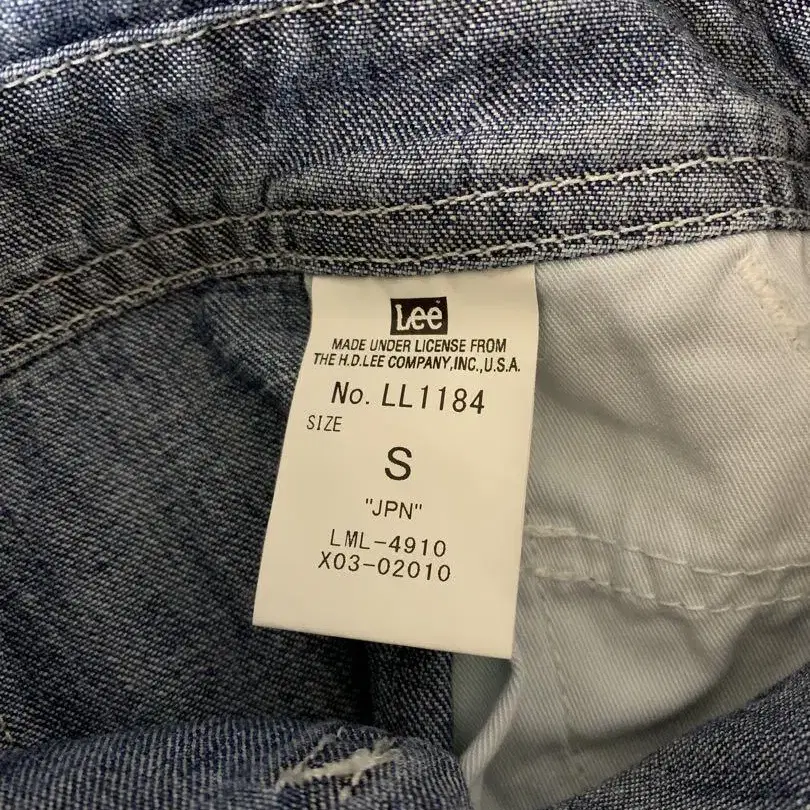 Lee
MADE UNDER LICENSE FROM
THE H.D.LEE COMPANY,INC.,U.S.A.
No. LL1184
SIZE
S
"JPN"
LML-4910
X03-02010